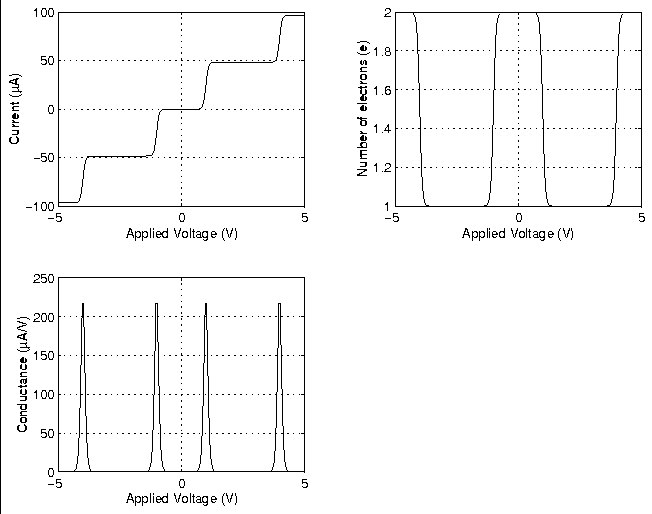 100
50
0
−50
−100
Current (μA)
−5 0 5
Applied Voltage (V)
2
1.8
1.6
1.4
1.2
1
Number of electrons (e)
−5 0 5
Applied Voltage (V)
250
200
150
100
50
0
Conductance (μA/V)
−5 0 5
Applied Voltage (V)